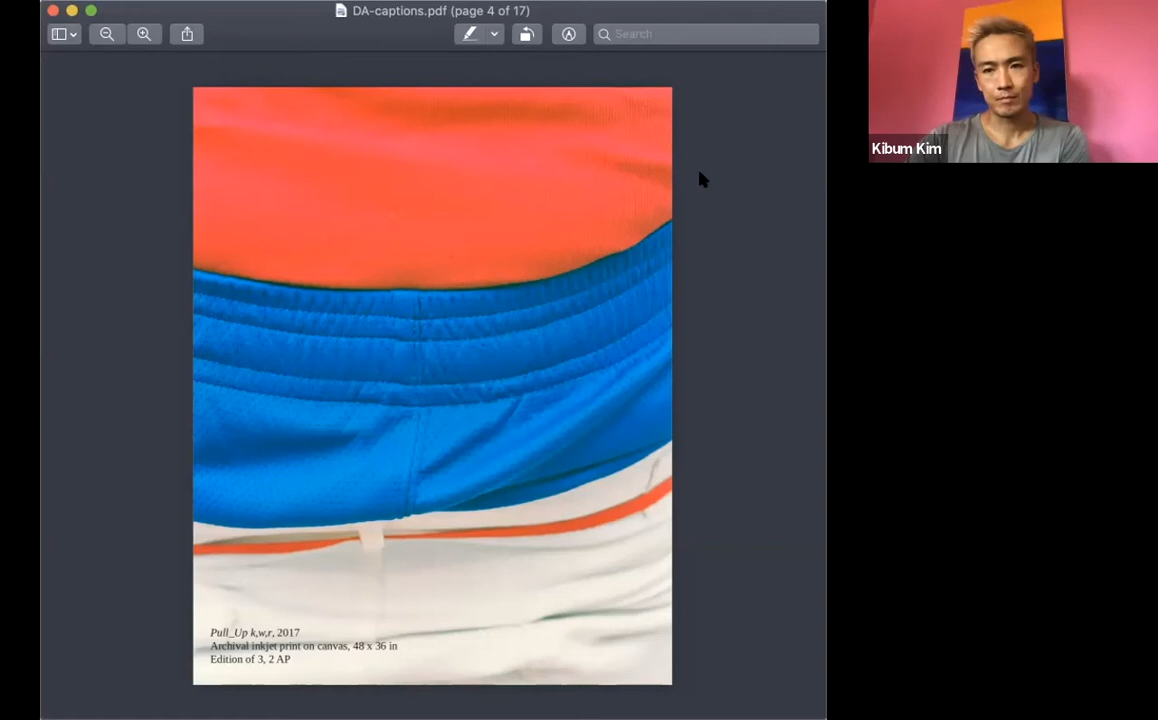 DA-captions.pdf (page 4 of 17)
Search
Kibum Kim
Pull_Up k,w,r, 2017
Archival inkjet print on canvas, 48 x 36 in
Edition of 3, 2 AP